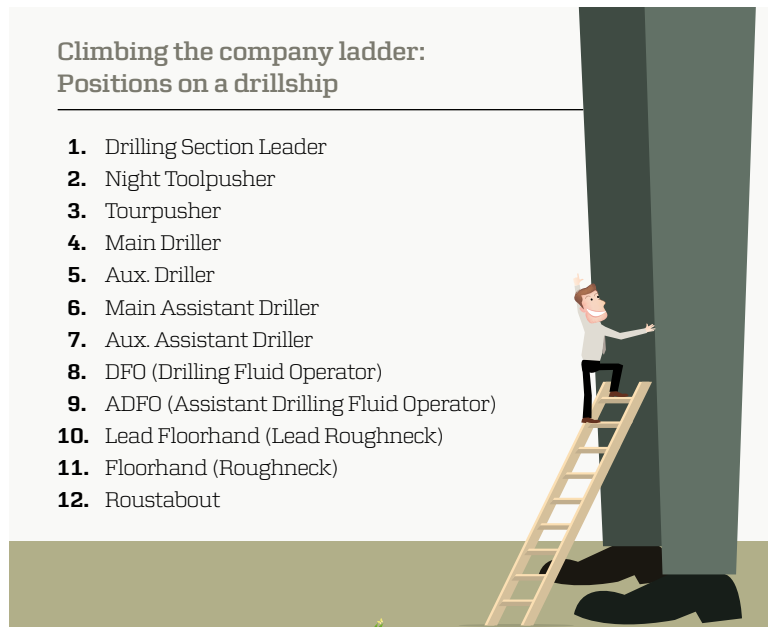 Climbing the company ladder:
Positions on a drillship
1. Drilling Section Leader
2. Night Toolpusher
3. Tourpusher
4. Main Driller
5. Aux. Driller
6. Main Assistant Driller
7. Aux. Assistant Driller
8. DFO (Drilling Fluid Operator)
9. ADFO (Assistant Drilling Fluid Operator)
10. Lead Floorhand (Lead Roughneck)
11. Floorhand (Roughneck)
12. Roustabout